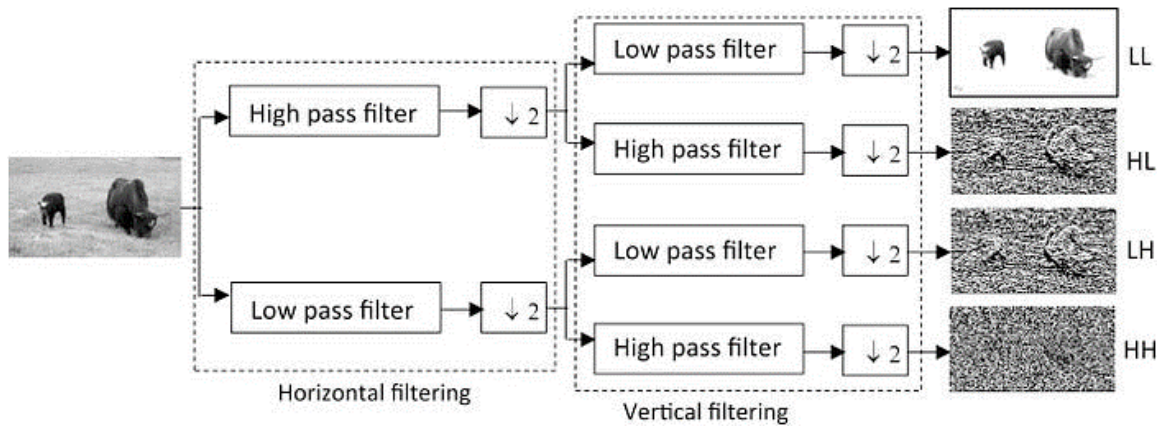 Low pass filter
↓ 2
LL
High pass filter
↓ 2
High pass filter
↓ 2
HL
Low pass filter
↓ 2
LH
Low pass filter
↓ 2
High pass filter
↓ 2
HH
Horizontal filtering
Vertical filtering